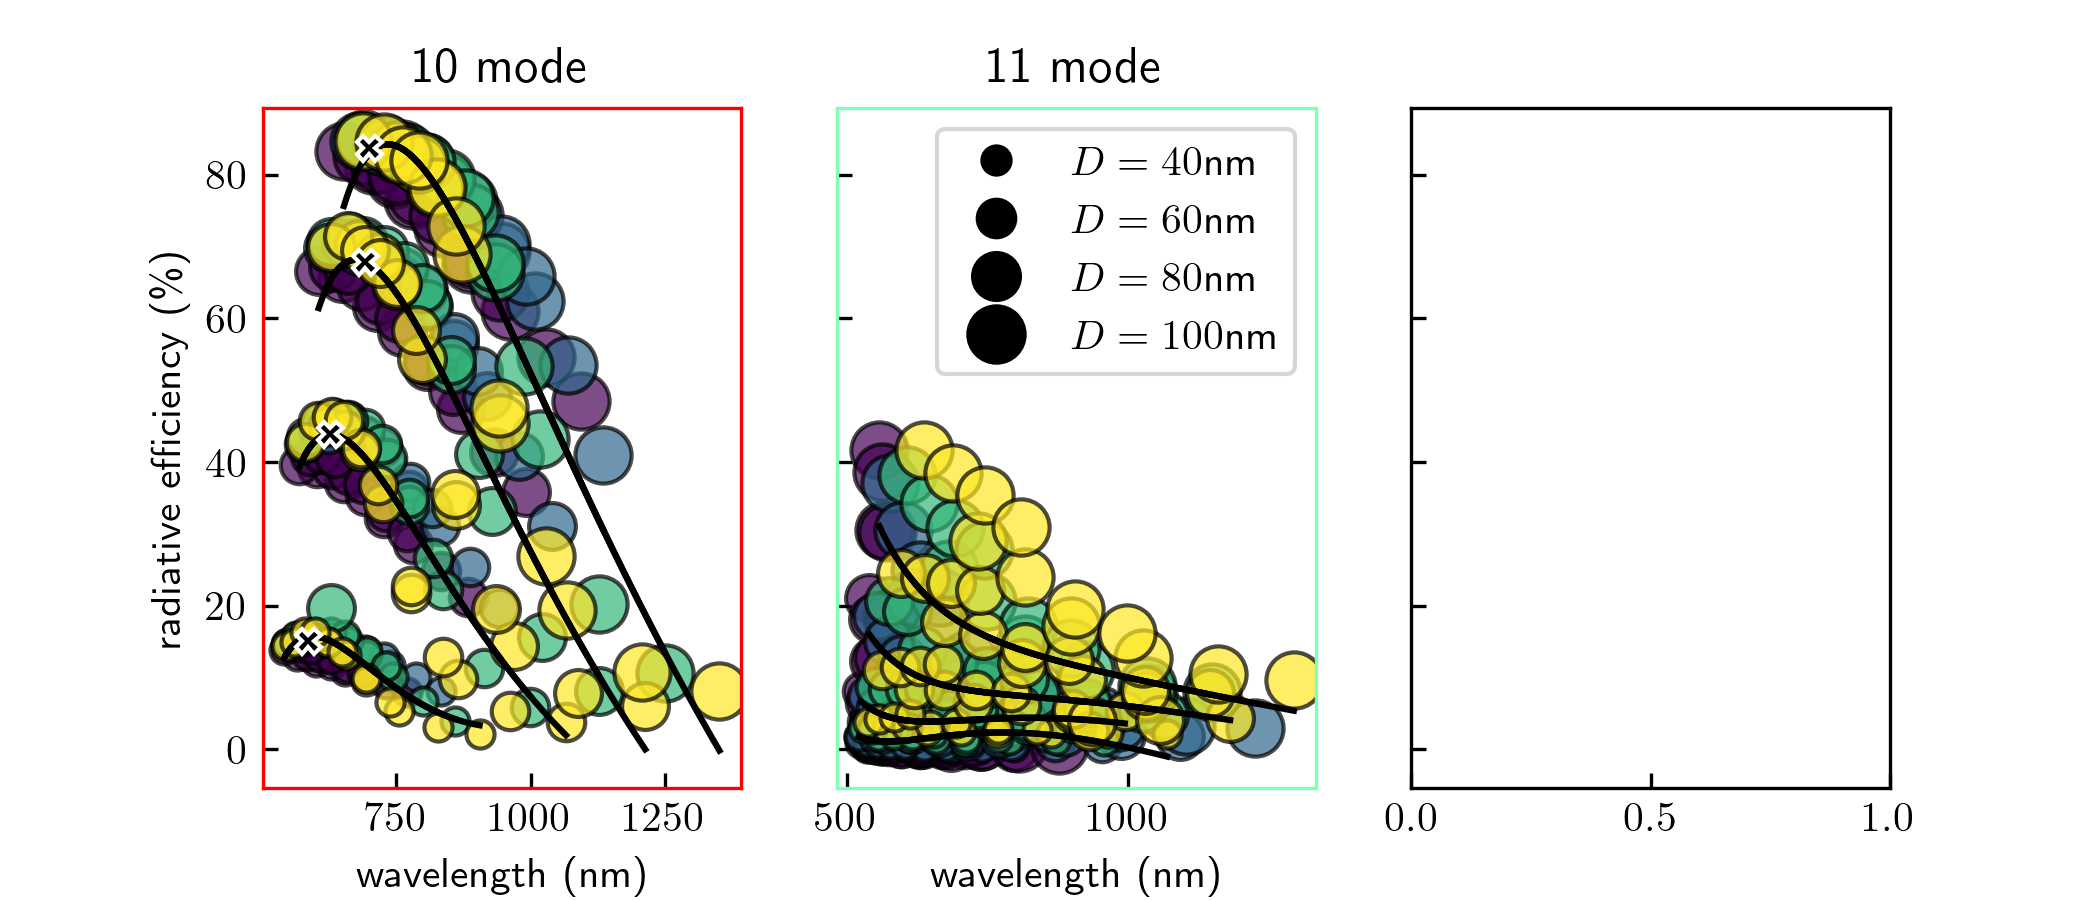 10 mode
11 mode
radiative efficiency (%)
80
60
40
20
0
750 1000 1250
wavelength (nm)
D = 40nm
D = 60nm
D = 80nm
D = 100nm
500 1000
wavelength (nm)
0.0 0.5 1.0